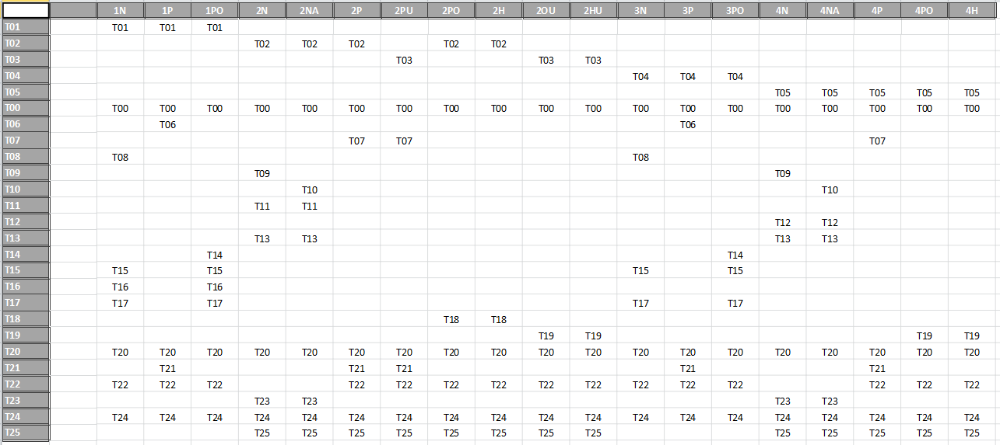 1N 1P 1PO 2N 2NA 2P 2PU 2PO 2H 2OU 2HU 3N 3P 3PO 4N 4NA 4P 4PO 4H
T01 T01 T01 T01
T02 T02 T02 T02 T02 T02
T03 T03 T03 T03
T04 T04 T04 T04
T05 T05 T05 T05 T05 T05
T00 T00 T00 T00 T00 T00 T00 T00 T00 T00 T00 T00 T00 T00 T00 T00 T00 T00 T00 T00
T06 T06 T06
T07 T07 T07 T07
T08 T08 T08
T09 T09 T09
T10 T10 T10
T11 T11 T11
T12 T12 T12
T13 T13 T13 T13 T13
T14 T14 T14
T15 T15 T15 T15 T15
T16 T16 T16
T17 T17 T17 T17 T17
T18 T18 T18
T19 T19 T19 T19 T19
T20 T20 T20 T20 T20 T20 T20 T20 T20 T20 T20 T20 T20 T20 T20 T20 T20 T20 T20 T20
T21 T21 T21 T21 T21 T21
T22 T22 T22 T22 T22 T22 T22 T22 T22 T22 T22 T22 T22 T22 T22 T22
T23 T23 T23 T23 T23
T24 T24 T24 T24 T24 T24 T24 T24 T24 T24 T24 T24 T24 T24 T24 T24 T24 T24 T24 T24
T25 T25 T25 T25 T25 T25 T25 T25 T25 T25 T25 T25 T25 T25